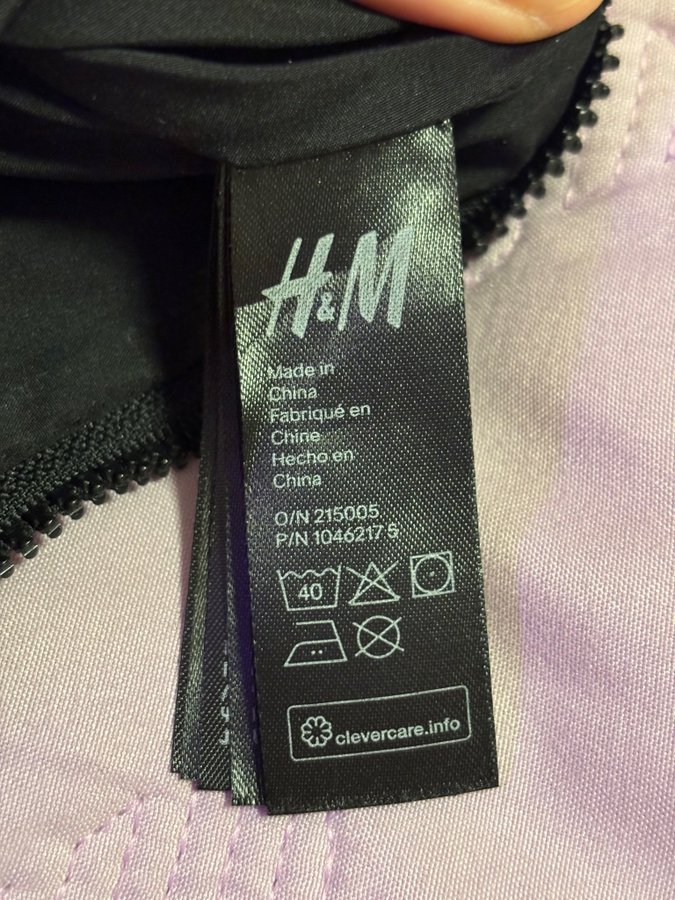 H&M
Made in
China
Fabriqué en
Chine
Hecho en
China
O/N 215005
P/N 1046217 S
40
clevercare.info